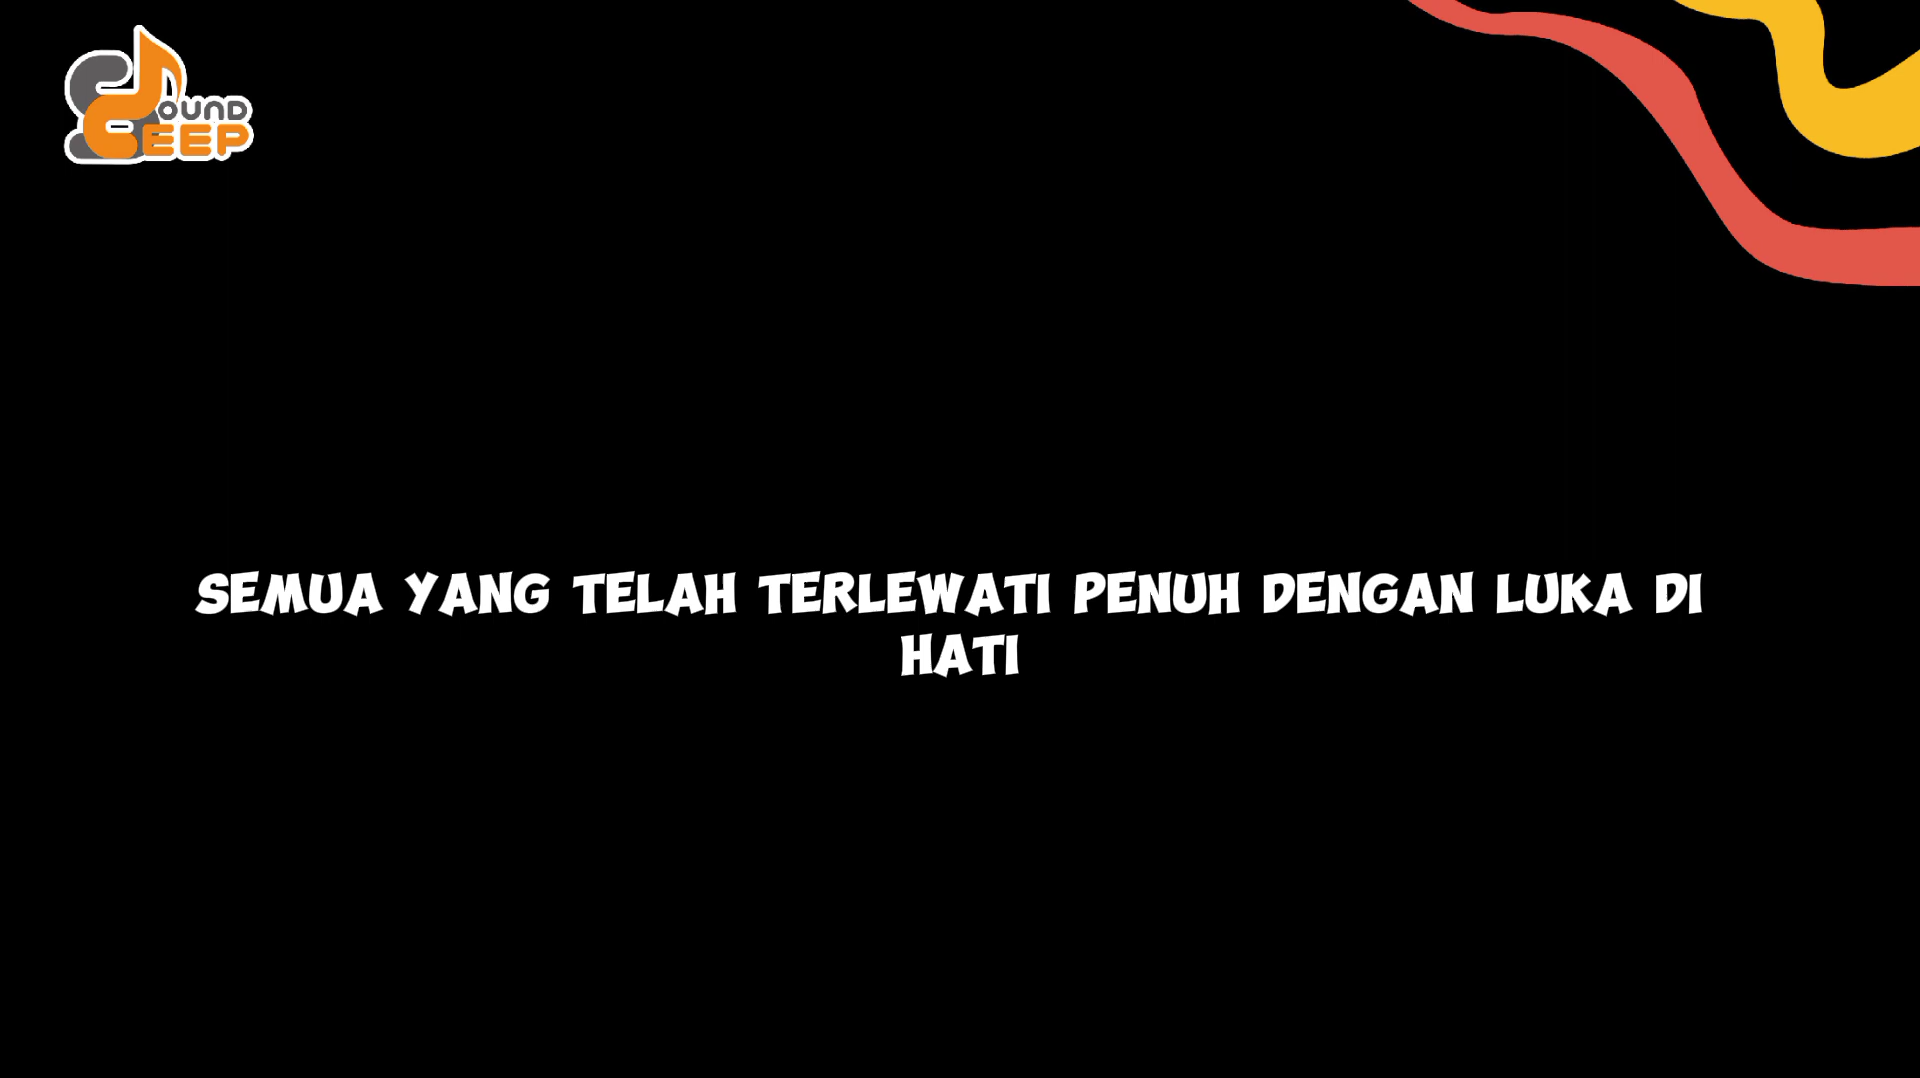 SOUND
DEEP
SEMUA YANG TELAH TERLEWATI PENUH DENGAN LUKA DI
HATI